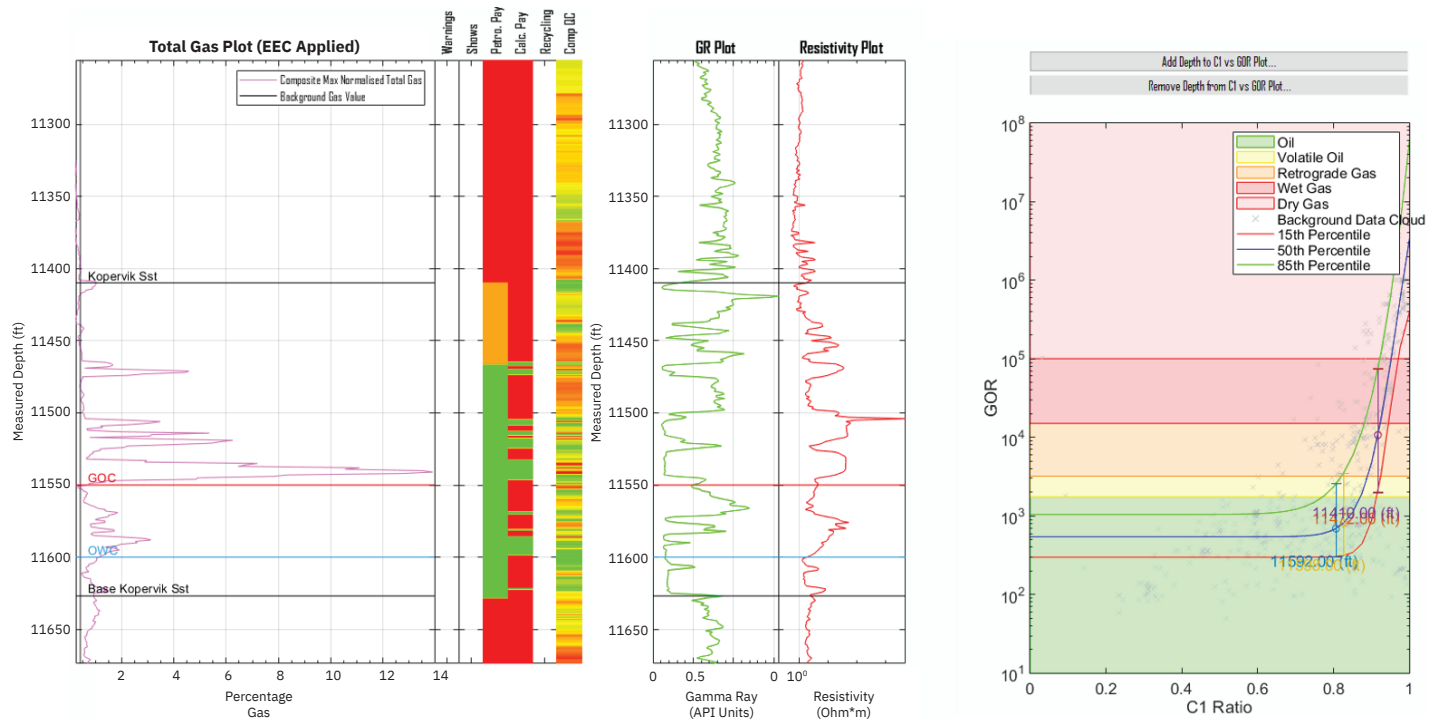 Total Gas Plot (EEC Applied)
Warnings
Shows
Petro. Pay
Calc. Pay
Recycling
Comp QC
Composite Max Normalised Total Gas
Background Gas Value
Measured Depth (ft)
11300
11350
11400
11450
11500
11550
11600
11650
Kopervik Sst
GOC
OWC
Base Kopervik Sst
2 4 6 8 10 12 14
Percentage
Gas
GR Plot
Resistivity Plot
Measured Depth (ft)
11300
11350
11400
11450
11500
11550
11600
11650
0 0.5 0
10⁰
Gamma Ray
(API Units)
Resistivity
(Ohm*m)
Add Depth to C1 vs GOR Plot...
Remove Depth from C1 vs GOR Plot...
Oil
Volatile Oil
Retrograde Gas
Wet Gas
Dry Gas
Background Data Cloud
15th Percentile
50th Percentile
85th Percentile
GOR
10⁸
10⁷
10⁶
10⁵
10⁴
10³
10²
10¹
11410.00 (ft)
11592.00 (ft)
0 0.2 0.4 0.6 0.8 1
C1 Ratio